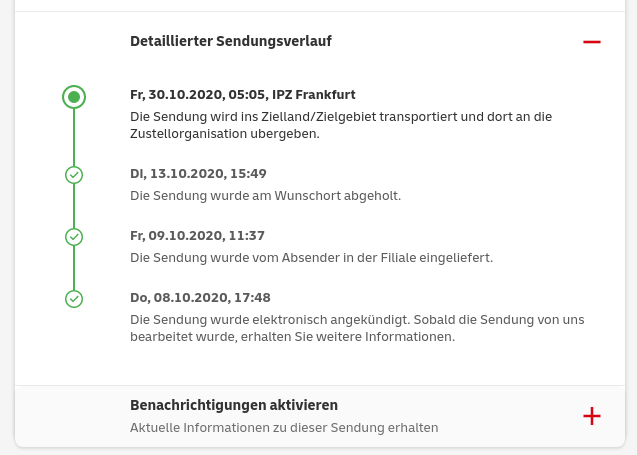 Detaillierter Sendungsverlauf
Fr, 30.10.2020, 05:05, IPZ Frankfurt
Die Sendung wird ins Zielland/Zielgebiet transportiert und dort an die
Zustellorganisation ubergeben.
DI, 13.10.2020, 15:49
Die Sendung wurde am Wunschort abgeholt.
Fr, 09.10.2020, 11:37
Die Sendung wurde vom Absender in der Filiale eingeliefert.
Do, 08.10.2020, 17:48
Die Sendung wurde elektronisch angekündigt. Sobald die Sendung von uns
bearbeitet wurde, erhalten Sie weitere Informationen.
Benachrichtigungen aktivieren
Aktuelle Informationen zu dieser Sendung erhalten